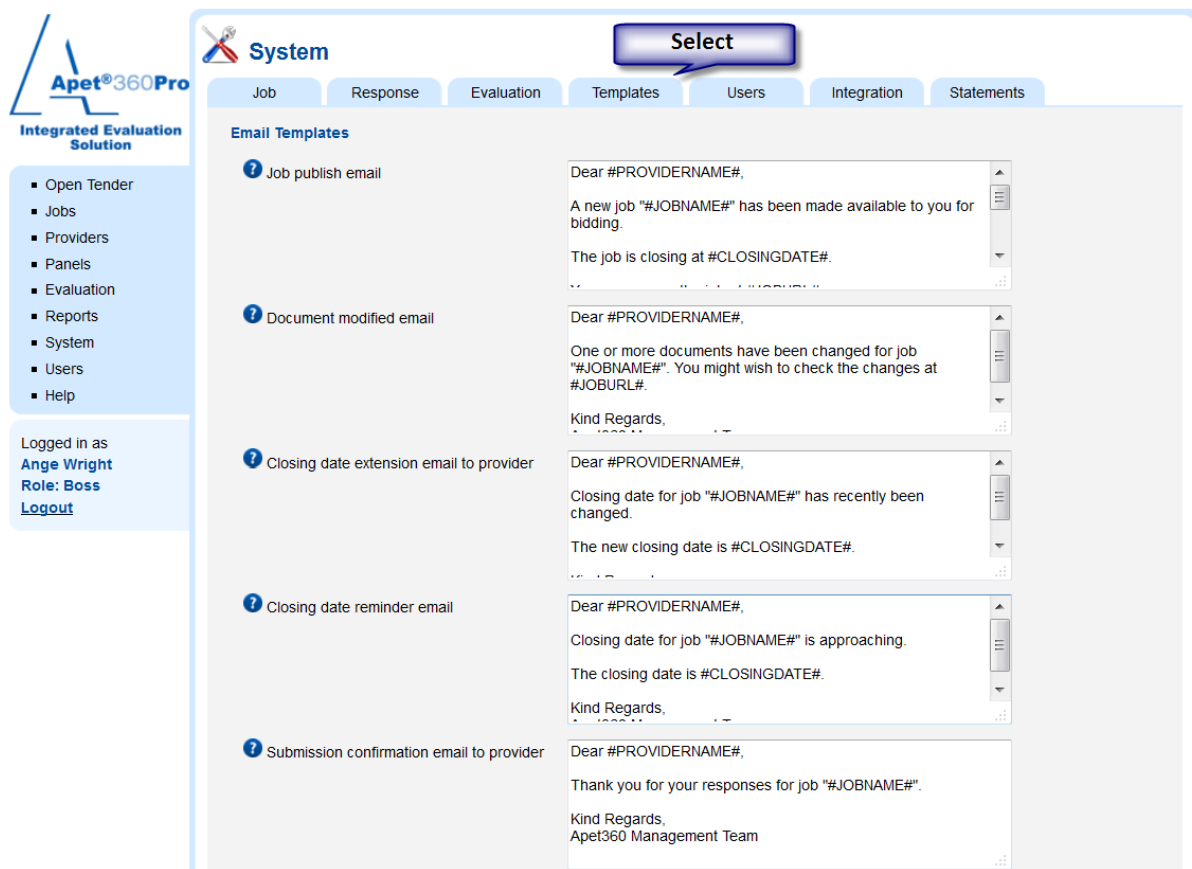 Apet®360Pro
Integrated Evaluation
Solution
Open Tender
Jobs
Providers
Panels
Evaluation
Reports
System
Users
Help
Logged in as
Ange Wright
Role: Boss
Logout
System
Select
Job
Response
Evaluation
Templates
Users
Integration
Statements
Email Templates
? Job publish email
Dear #PROVIDERNAME#,
A new job "#JOBNAME#" has been made available to you for
bidding.
The job is closing at #CLOSINGDATE#.
? Document modified email
Dear #PROVIDERNAME#,
One or more documents have been changed for job
"#JOBNAME#". You might wish to check the changes at
#JOBURL#.
Kind Regards,
? Closing date extension email to provider
Dear #PROVIDERNAME#,
Closing date for job "#JOBNAME#" has recently been
changed.
The new closing date is #CLOSINGDATE#.
? Closing date reminder email
Dear #PROVIDERNAME#,
Closing date for job "#JOBNAME#" is approaching.
The closing date is #CLOSINGDATE#.
Kind Regards,
? Submission confirmation email to provider
Dear #PROVIDERNAME#,
Thank you for your responses for job "#JOBNAME#".
Kind Regards,
Apet360 Management Team